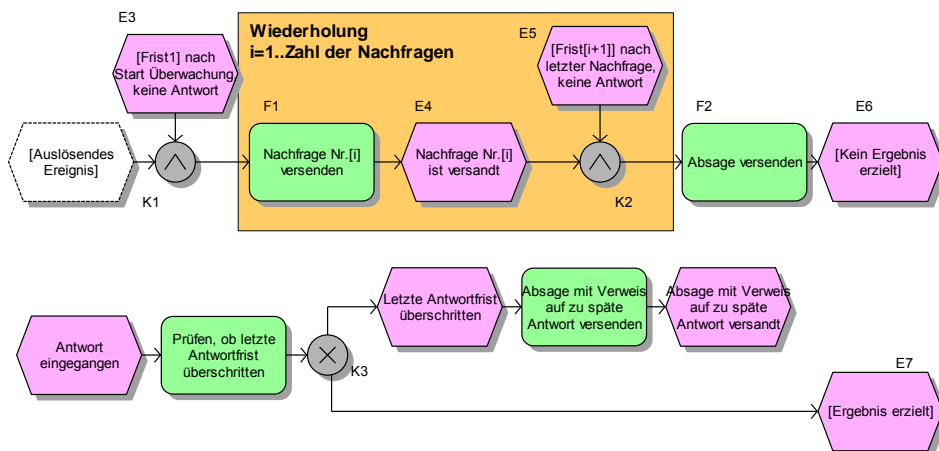 E3
[Frist1] nach
Start Überwachung
keine Antwort
Wiederholung
i=1..Zahl der Nachfragen
E5
[Frist[i+1]] nach
letzter Nachfrage,
keine Antwort
[Auslösendes
Ereignis]
K1
F1
Nachfrage Nr.[i]
versenden
E4
Nachfrage Nr.[i]
ist versandt
K2
F2
Absage versenden
E6
[Kein Ergebnis
erzielt]
Antwort
eingegangen
Prüfen, ob letzte
Antwortfrist
überschritten
K3
Letzte Antwortfrist
überschritten
Absage mit Verweis
auf zu späte
Antwort versenden
Absage mit Verweis
auf zu späte
Antwort versandt
E7
[Ergebnis erzielt]